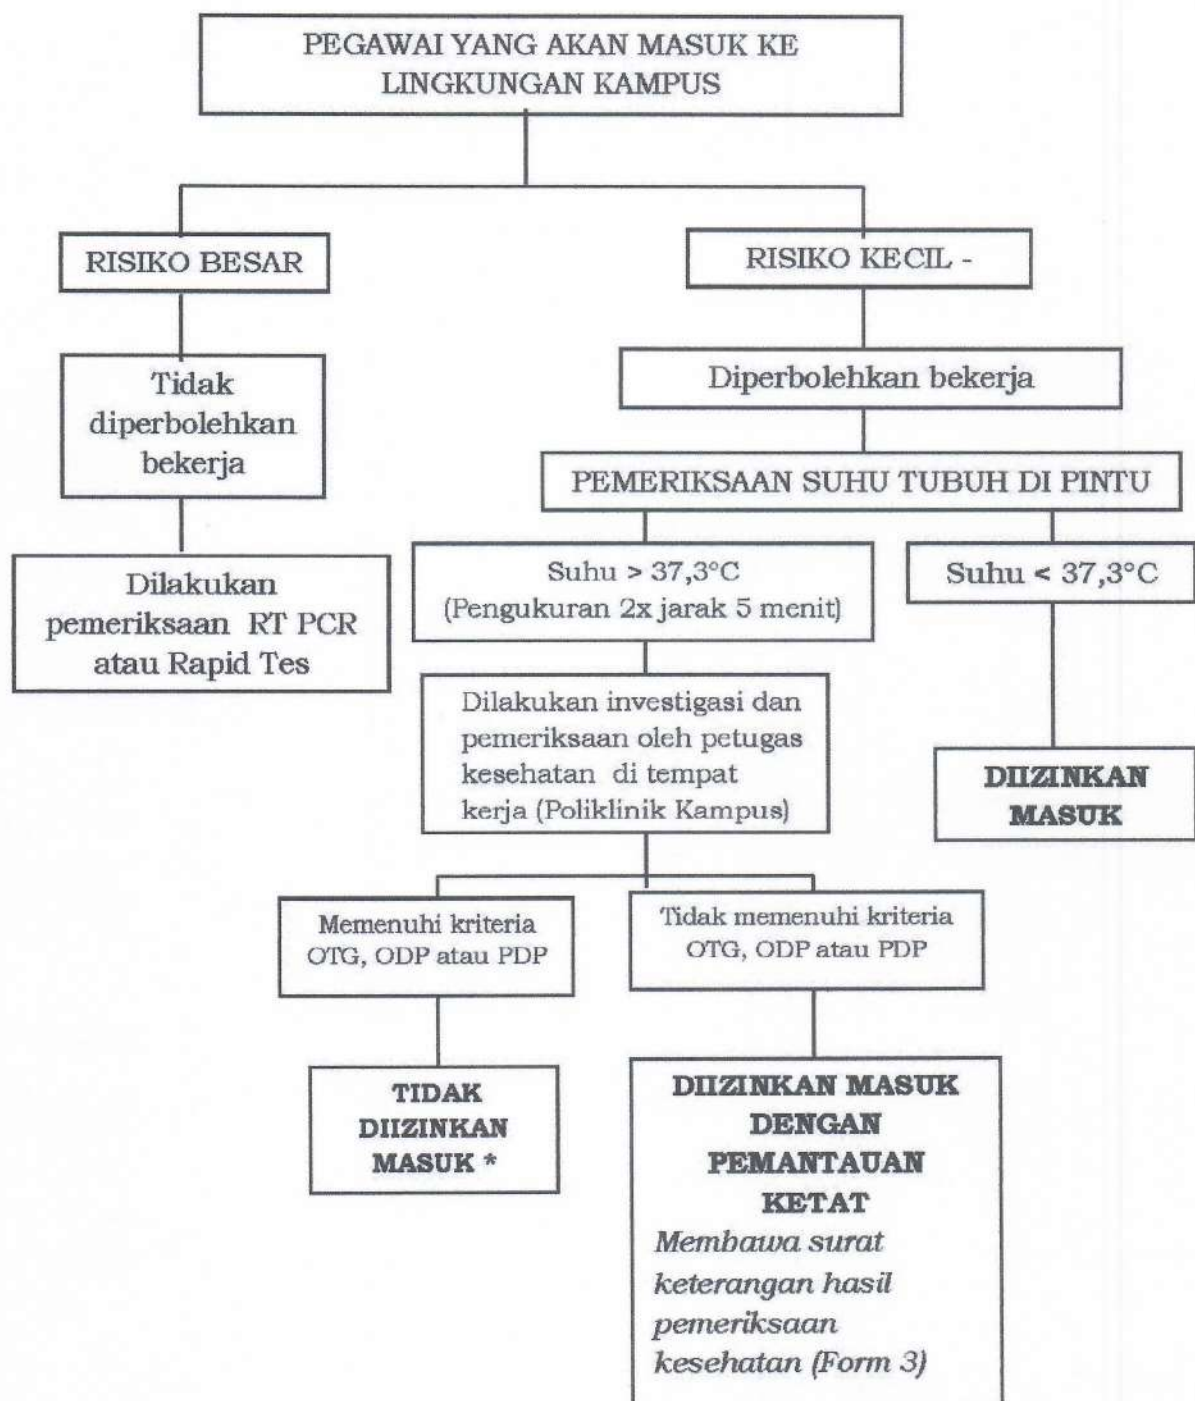 PEGAWAI YANG AKAN MASUK KE
LINGKUNGAN KAMPUS
RISIKO BESAR
RISIKO KECIL -
Tidak
diperbolehkan
bekerja
Diperbolehkan bekerja
PEMERIKSAAN SUHU TUBUH DI PINTU
Dilakukan
pemeriksaan RT PCR
atau Rapid Tes
Suhu > 37,3°C
(Pengukuran 2x jarak 5 menit)
Suhu < 37,3°C
Dilakukan investigasi dan
pemeriksaan oleh petugas
kesehatan di tempat
kerja (Poliklinik Kampus)
DIIZINKAN
MASUK
Memenuhi kriteria
OTG, ODP atau PDP
Tidak memenuhi kriteria
OTG, ODP atau PDP
TIDAK
DIIZINKAN
MASUK *
DIIZINKAN MASUK
DENGAN
PEMANTAUAN
KETAT
Membawa surat
keterangan hasil
pemeriksaan
kesehatan (Form 3)